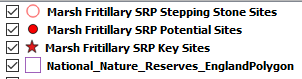 Marsh Fritillary SRP Stepping Stone Sites
Marsh Fritillary SRP Potential Sites
Marsh Fritillary SRP Key Sites
National_Nature_Reserves_EnglandPolygon